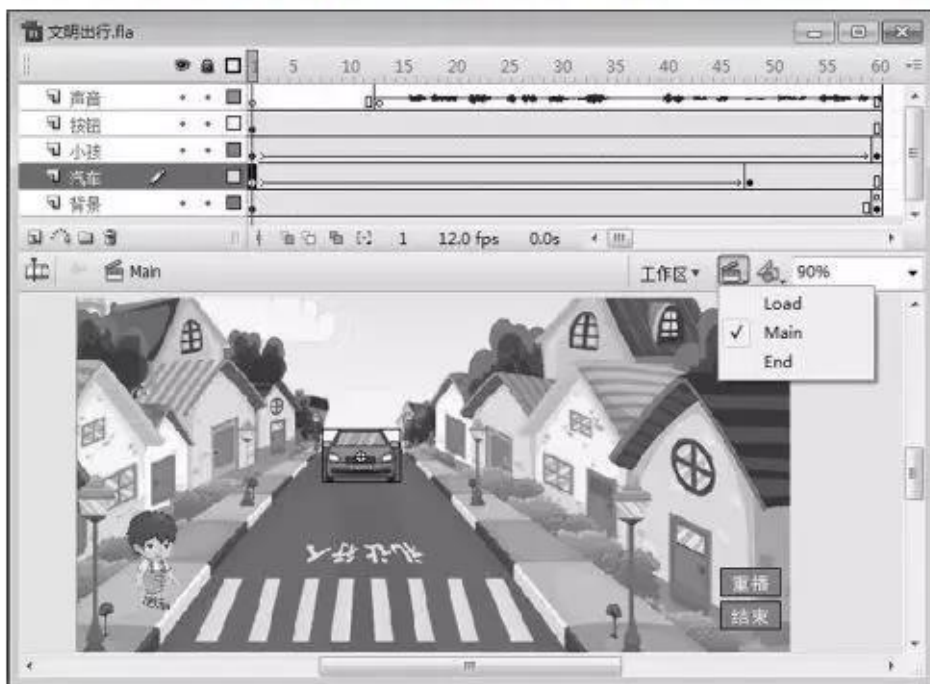 文明出行.fla
5 10 15 20 25 30 35 40 45 50 55 60
声音
按钮
小孩
汽车
背景
1 12.0 fps 0.0s
Main 工作区 90%
Load
Main
End
礼让行人
重播
结束